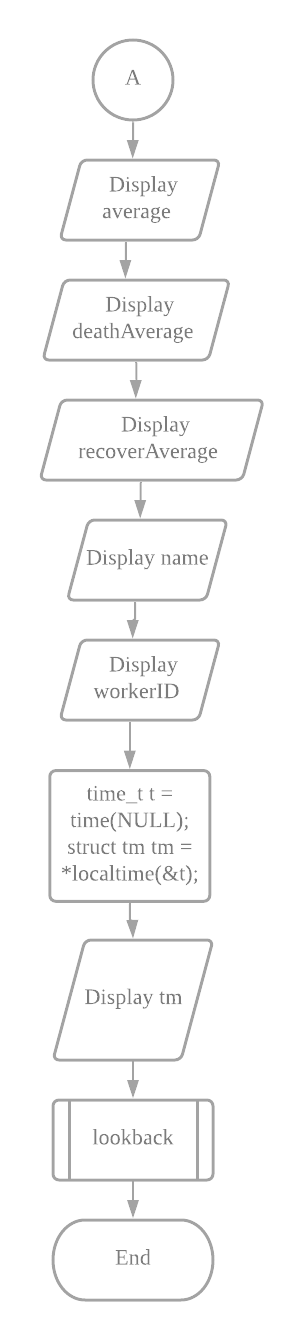 A
Display
average
Display
deathAverage
Display
recoverAverage
Display name
Display
workerID
time_t t =
time(NULL);
struct tm tm =
*localtime(&t);
Display tm
lookback
End